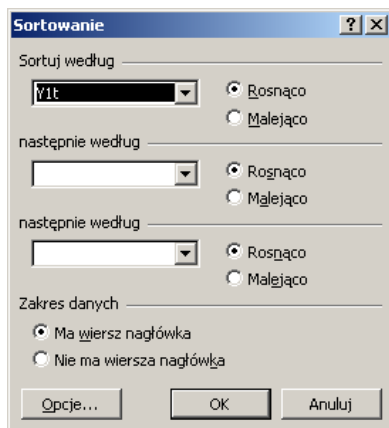 Sortowanie
Sortuj według
Y1t
Rosnąco
Malejąco
następnie według
Rosnąco
Malejąco
następnie według
Rosnąco
Malejąco
Zakres danych
Ma wiersz nagłówka
Nie ma wiersza nagłówka
Opcje... OK Anuluj